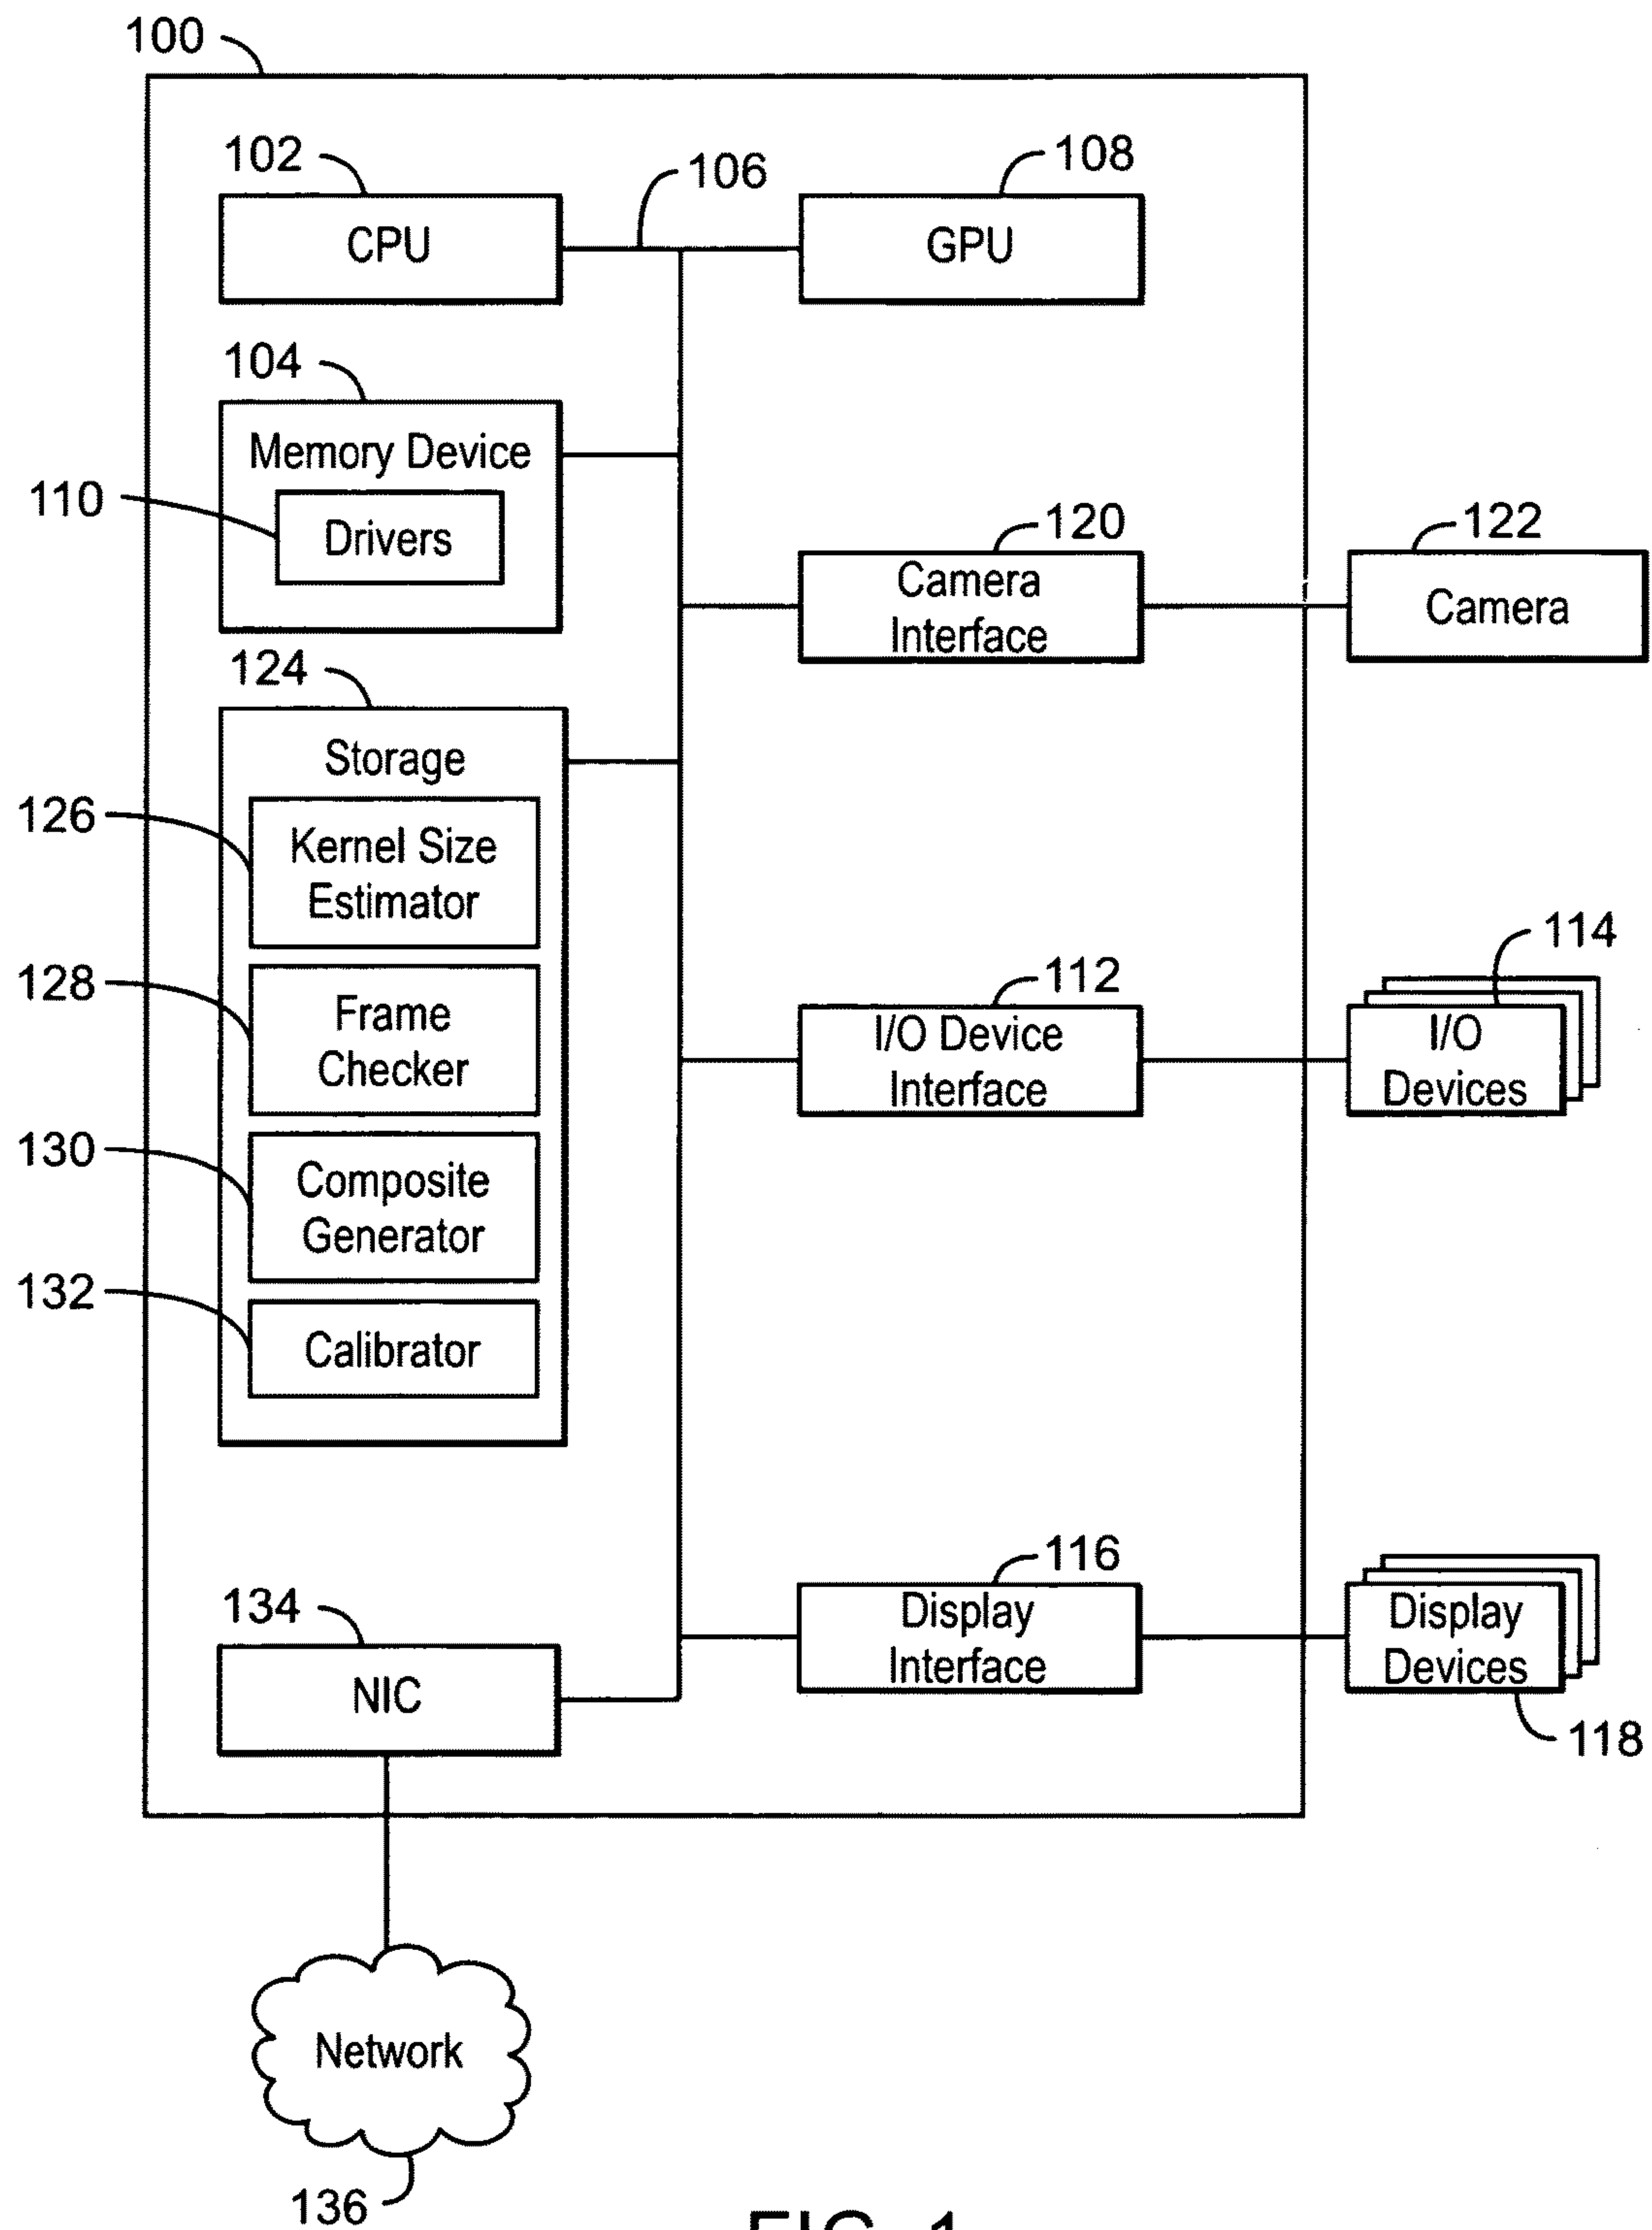 100
102
106
108
CPU
GPU
104
Memory Device
110
Drivers
120
Camera
Interface
122
Camera
124
Storage
126
Kernel Size
Estimator
128
Frame
Checker
130
Composite
Generator
132
Calibrator
112
I/O Device
Interface
114
I/O
Devices
116
Display
Interface
Display
Devices
118
134
NIC
Network
136
FIG. 1